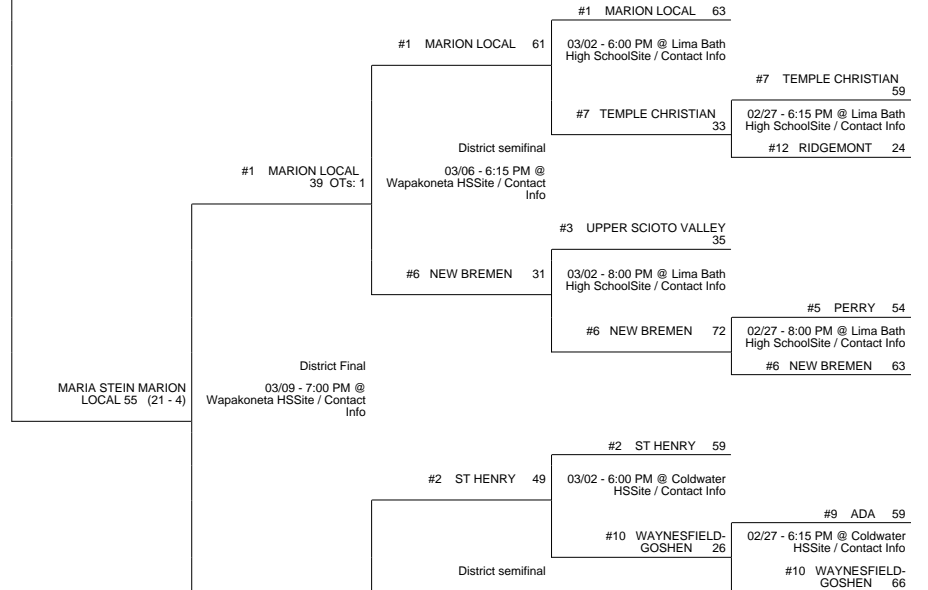 #1 MARION LOCAL 63
#1 MARION LOCAL 61
03/02 - 6:00 PM @ Lima Bath
High SchoolSite / Contact Info
#7 TEMPLE CHRISTIAN
59
#7 TEMPLE CHRISTIAN
33
02/27 - 6:15 PM @ Lima Bath
High SchoolSite / Contact Info
#12 RIDGEMONT 24
District semifinal
03/06 - 6:15 PM @
Wapakoneta HSSite / Contact
Info
#1 MARION LOCAL
39 OTs: 1
#3 UPPER SCIOTO VALLEY
35
#6 NEW BREMEN 31
03/02 - 8:00 PM @ Lima Bath
High SchoolSite / Contact Info
#5 PERRY 54
#6 NEW BREMEN 72
02/27 - 8:00 PM @ Lima Bath
High SchoolSite / Contact Info
#6 NEW BREMEN 63
District Final
03/09 - 7:00 PM @
Wapakoneta HSSite / Contact
Info
MARIA STEIN MARION
LOCAL 55 (21 - 4)
#2 ST HENRY 59
#2 ST HENRY 49
03/02 - 6:00 PM @ Coldwater
HSSite / Contact Info
#9 ADA 59
#10 WAYNESFIELD-
GOSHEN 26
02/27 - 6:15 PM @ Coldwater
HSSite / Contact Info
#10 WAYNESFIELD-
GOSHEN 66
District semifinal